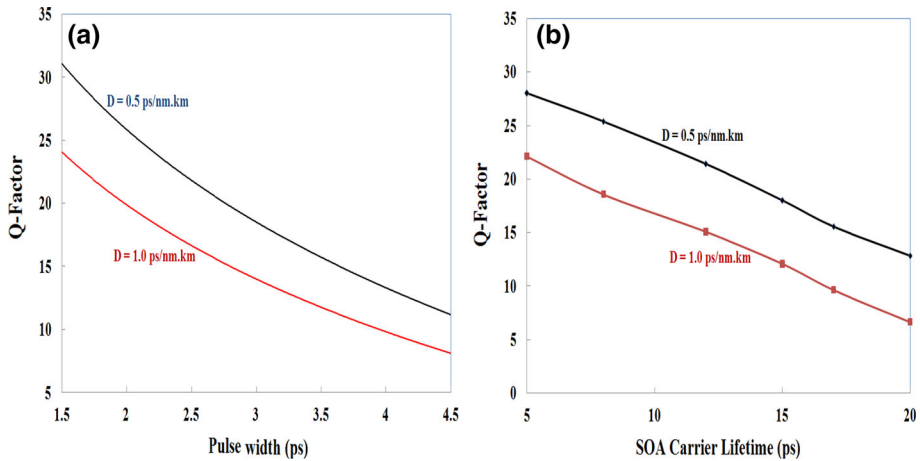 (a)
35
30
25
20
15
10
5
Q-Factor
D = 0.5 ps/nm.km
D = 1.0 ps/nm.km
1.5 2 2.5 3 3.5 4 4.5
Pulse width (ps)
(b)
35
30
25
20
15
10
5
0
Q-Factor
D = 0.5 ps/nm.km
D = 1.0 ps/nm.km
5 10 15 20
SOA Carrier Lifetime (ps)